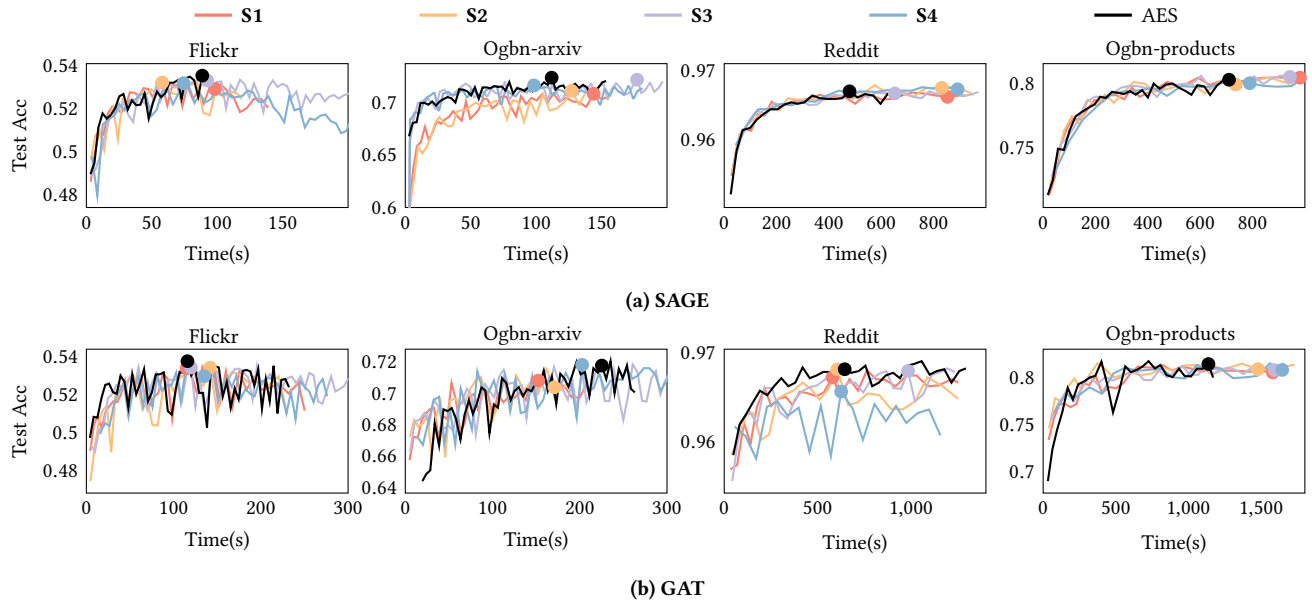 S1 S2 S3 S4 AES
Flickr Ogbn-arxiv Reddit Ogbn-products
Test Acc
0.54 0.52 0.5 0.48
0 50 100 150
Time(s)
0.7 0.65 0.6
0 50 100 150
Time(s)
0.97 0.96
0 200 400 600 800
Time(s)
0.8 0.75
0 200 400 600 800
Time(s)
(a) SAGE
Flickr Ogbn-arxiv Reddit Ogbn-products
Test Acc
0.54 0.52 0.5 0.48
0 100 200 300
Time(s)
0.72 0.7 0.68 0.66 0.64
0 100 200 300
Time(s)
0.97 0.96
0 500 1,000
Time(s)
0.8 0.7
0 500 1,000 1,500
Time(s)
(b) GAT